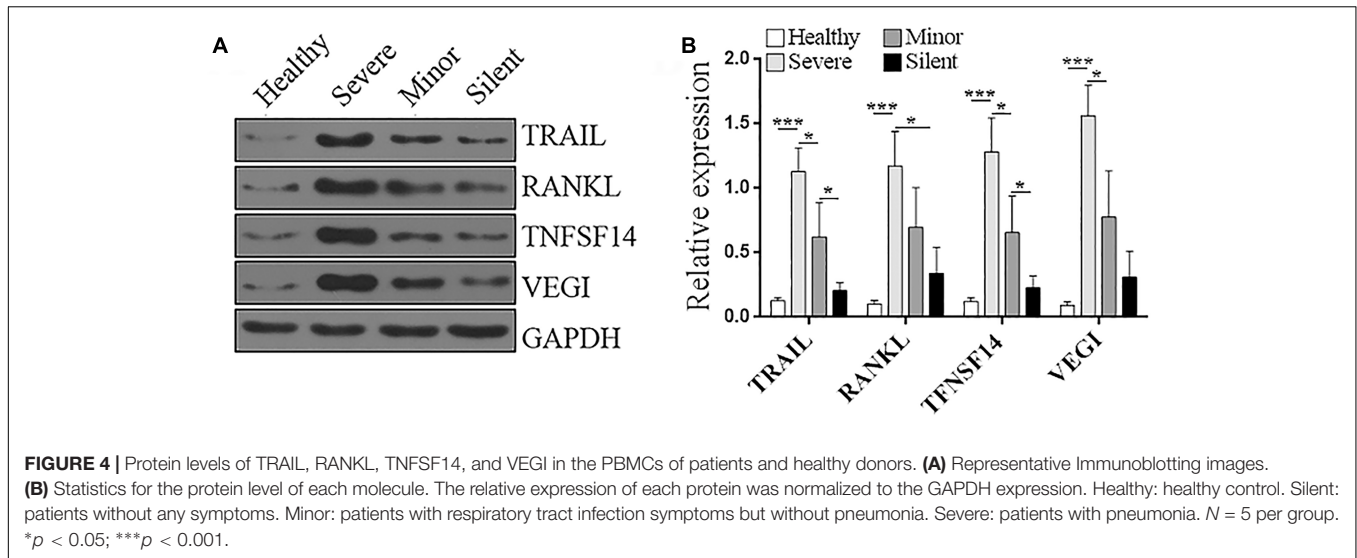 A
Healthy
Severe
Minor
Silent
TRAIL
RANKL
TNFSF14
VEGI
GAPDH
B
Healthy
Minor
Severe
Silent
Relative expression
2.0
1.5
1.0
0.5
0.0
***
*
*
***
*
***
*
*
***
*
TRAIL
RANKL
TFNSF14
VEGI
FIGURE 4 | Protein levels of TRAIL, RANKL, TNFSF14, and VEGI in the PBMCs of patients and healthy donors. (A) Representative Immunoblotting images.
(B) Statistics for the protein level of each molecule. The relative expression of each protein was normalized to the GAPDH expression. Healthy: healthy control. Silent:
patients without any symptoms. Minor: patients with respiratory tract infection symptoms but without pneumonia. Severe: patients with pneumonia. N = 5 per group.
*p < 0.05; ***p < 0.001.